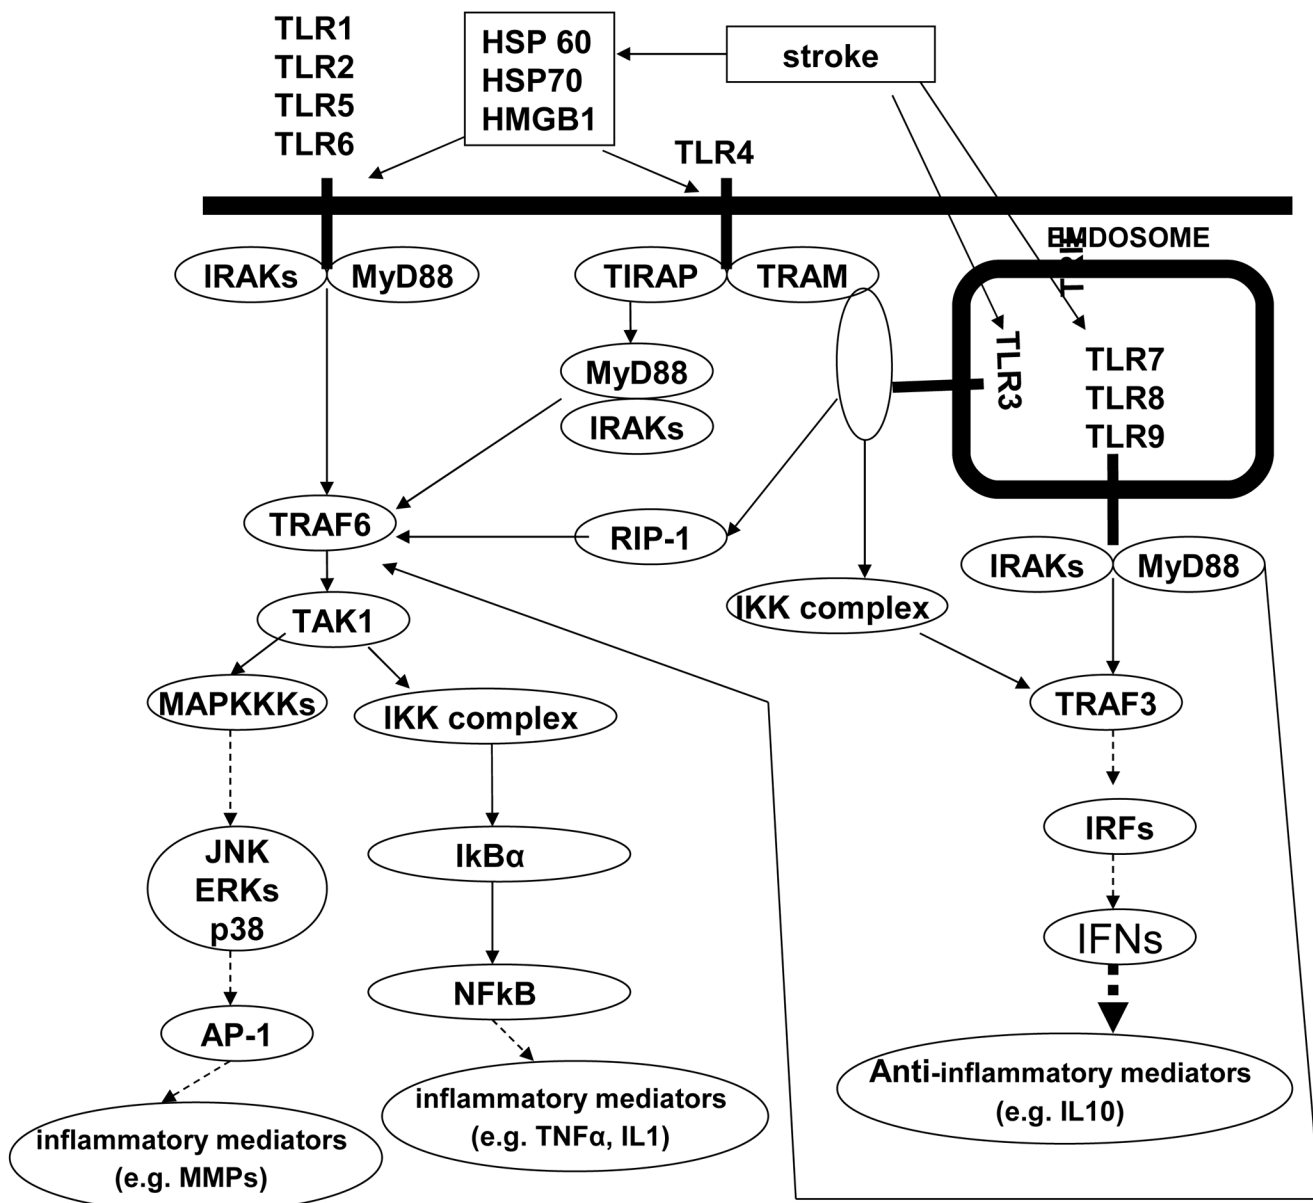 TLR1
TLR2
TLR5
TLR6
HSP 60
HSP70
HMGB1
stroke
TLR4
IRAKs
MyD88
TIRAP
TRAM
EMDOSOME
TLR3
TLR7
TLR8
TLR9
MyD88
IRAKs
TRAF6
RIP-1
IRAKs
MyD88
IKK complex
TAK1
MAPKKKs
IKK complex
TRAF3
JNK
ERKs
p38
IkBα
IRFs
IFNs
NFkB
AP-1
Anti-inflammatory mediators
(e.g. IL10)
inflammatory mediators
(e.g. TNFα, IL1)
inflammatory mediators
(e.g. MMPs)